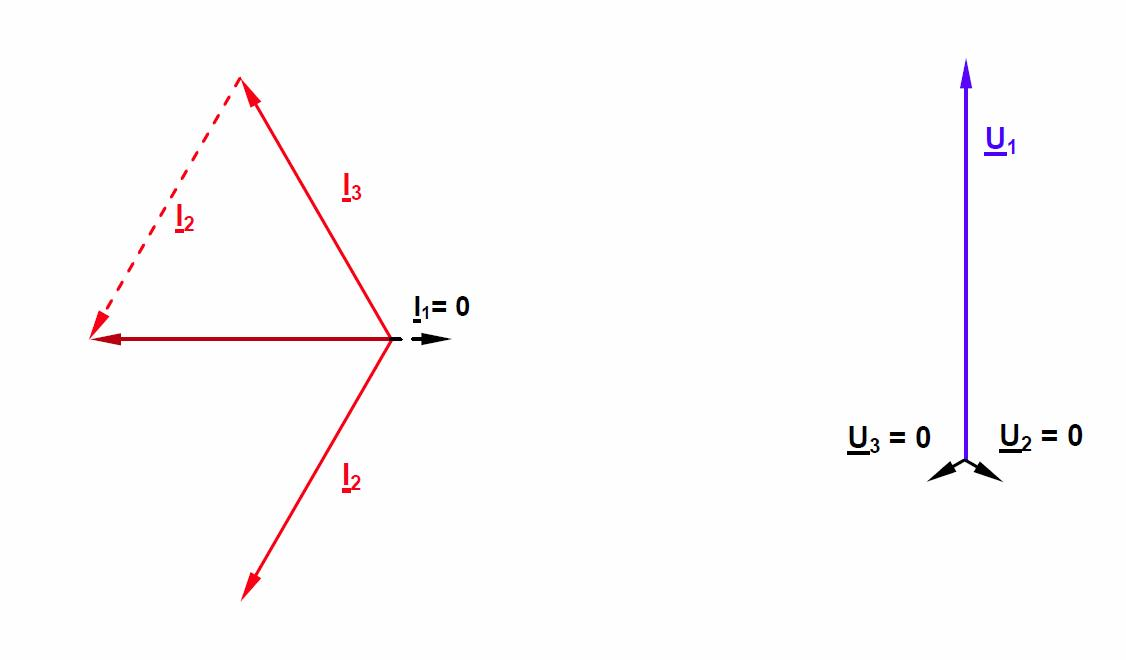 U₁
I₃
I₂
I₁= 0
U₃ = 0
U₂ = 0
I₂